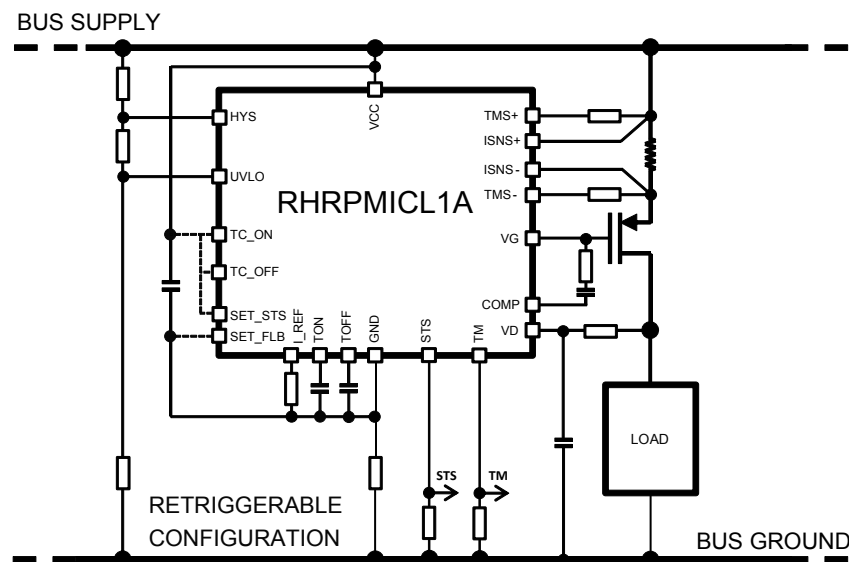 BUS SUPPLY
HYS
VCC
TMS+
ISNS+
UVLO
ISNS-
TMS-
RHRPMICL1A
TC_ON
VG
TC_OFF
COMP
SET_STS
VD
SET_FLB
I_REF
TON
TOFF
GND
STS
TM
LOAD
STS
TM
RETRIGGERABLE
CONFIGURATION
BUS GROUND